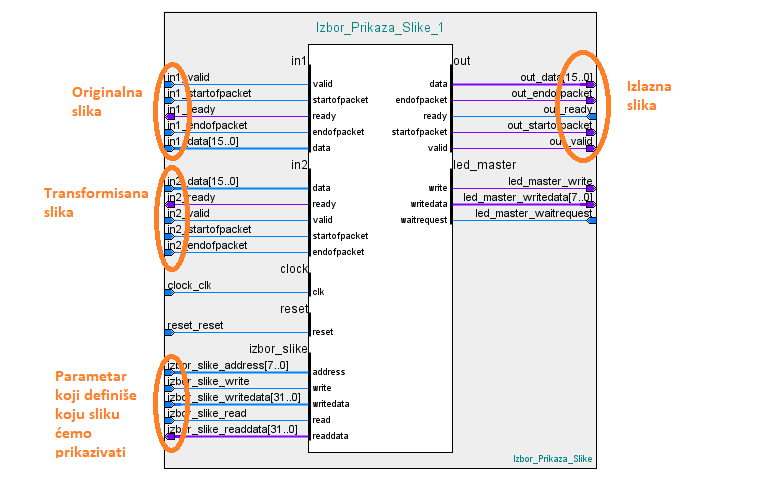 Izbor_Prikaza_Slike_1
Originalna
slika
in1
in1_valid
valid
in1_startofpacket
startofpacket
in1_ready
ready
in1_endofpacket
endofpacket
in1_data[15..0]
data
Transformisana
slika
in2
in2_data[15..0]
data
in2_ready
ready
in2_valid
valid
in2_startofpacket
startofpacket
in2_endofpacket
endofpacket
clock
clock_clk
clk
reset
reset_reset
reset
Parametar
koji definiše
koju sliku
ćemo
prikazivati
izbor_slike
izbor_slike_address[7..0]
address
izbor_slike_write
write
izbor_slike_writedata[31..0]
writedata
izbor_slike_read
read
izbor_slike_readdata[31..0]
readdata
out
data
out_data[15..0]
endofpacket
out_endofpacket
ready
out_ready
startofpacket
out_startofpacket
valid
out_valid
Izlazna
slika
led_master
write
led_master_write
writedata
led_master_writedata[7..0]
waitrequest
led_master_waitrequest
Izbor_Prikaza_Slike